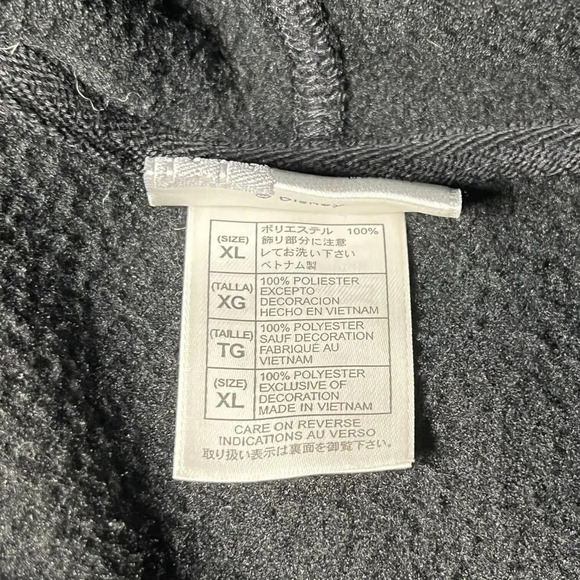 © Disney
(SIZE)
XL
ポリエステル 100%
飾り部分に注意
レてお洗い下さい
ベトナム製
(TALLA)
XG
100% POLIESTER
EXCEPTO
DECORACION
HECHO EN VIETNAM
(TAILLE)
TG
100% POLYESTER
SAUF DECORATION
FABRIQUÉ AU
VIETNAM
(SIZE)
XL
100% POLYESTER
EXCLUSIVE OF
DECORATION
MADE IN VIETNAM
CARE ON REVERSE
INDICATIONS AU VERSO
取り扱い表示は裏面を御覧下さい。